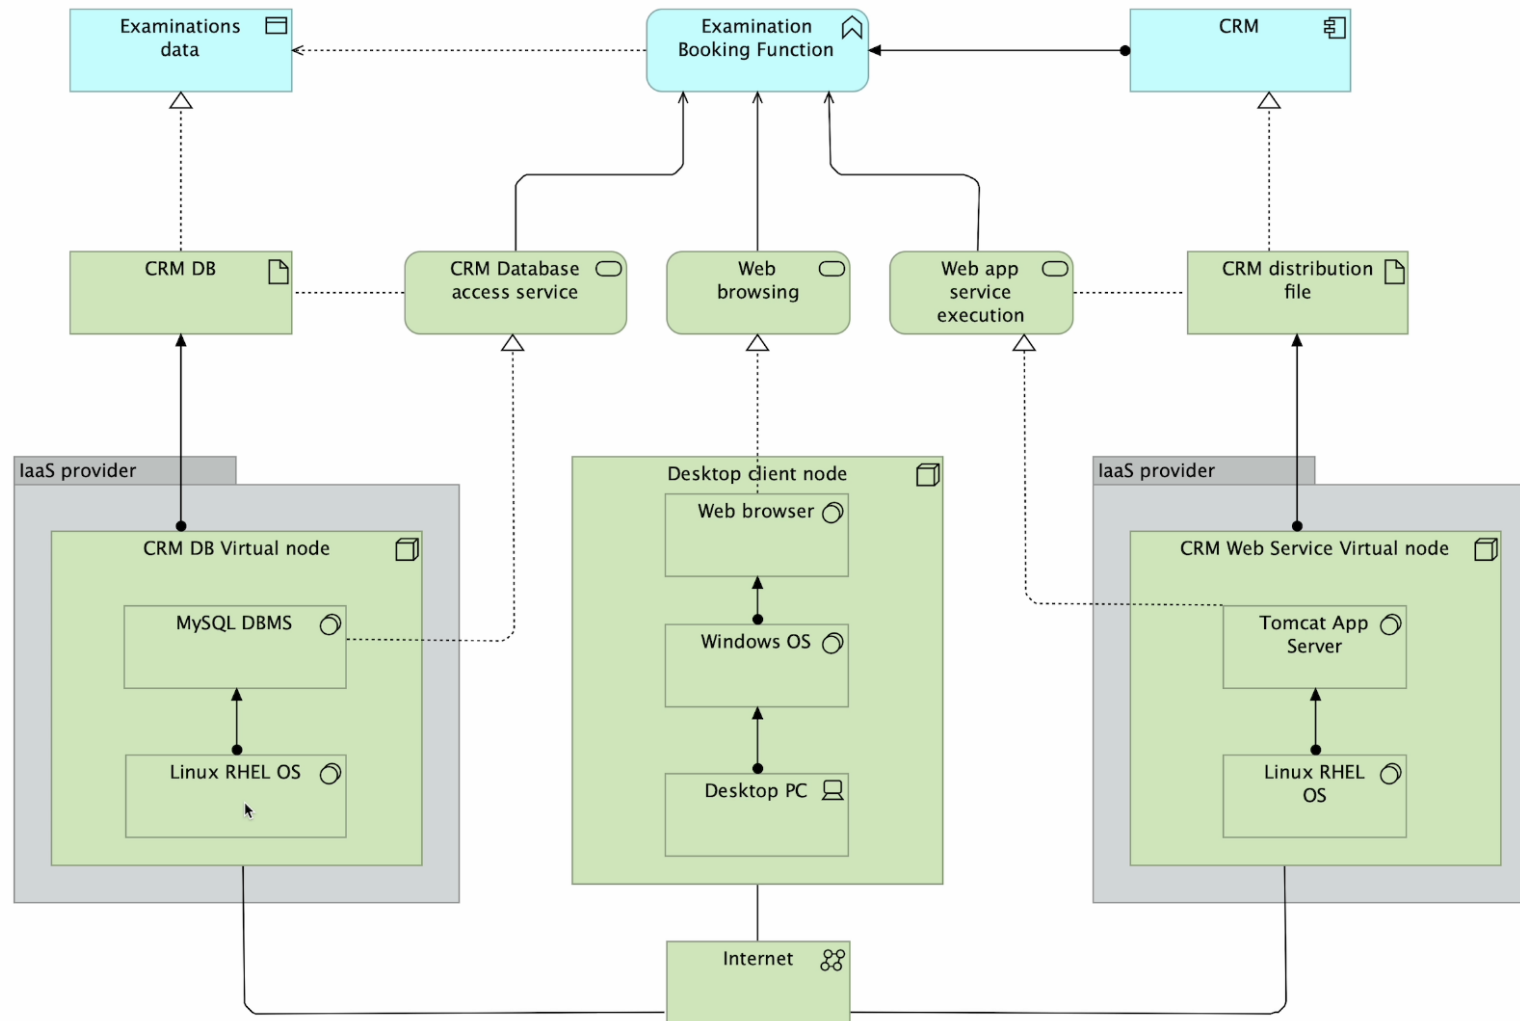 Examinations
data
Examination
Booking Function
CRM
CRM DB
CRM Database
access service
Web
browsing
Web app
service
execution
CRM distribution
file
IaaS provider
CRM DB Virtual node
MySQL DBMS
Linux RHEL OS
Desktop client node
Web browser
Windows OS
Desktop PC
IaaS provider
CRM Web Service Virtual node
Tomcat App
Server
Linux RHEL
OS
Internet